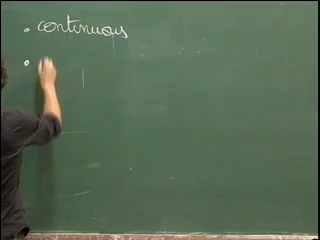 • continuous
•